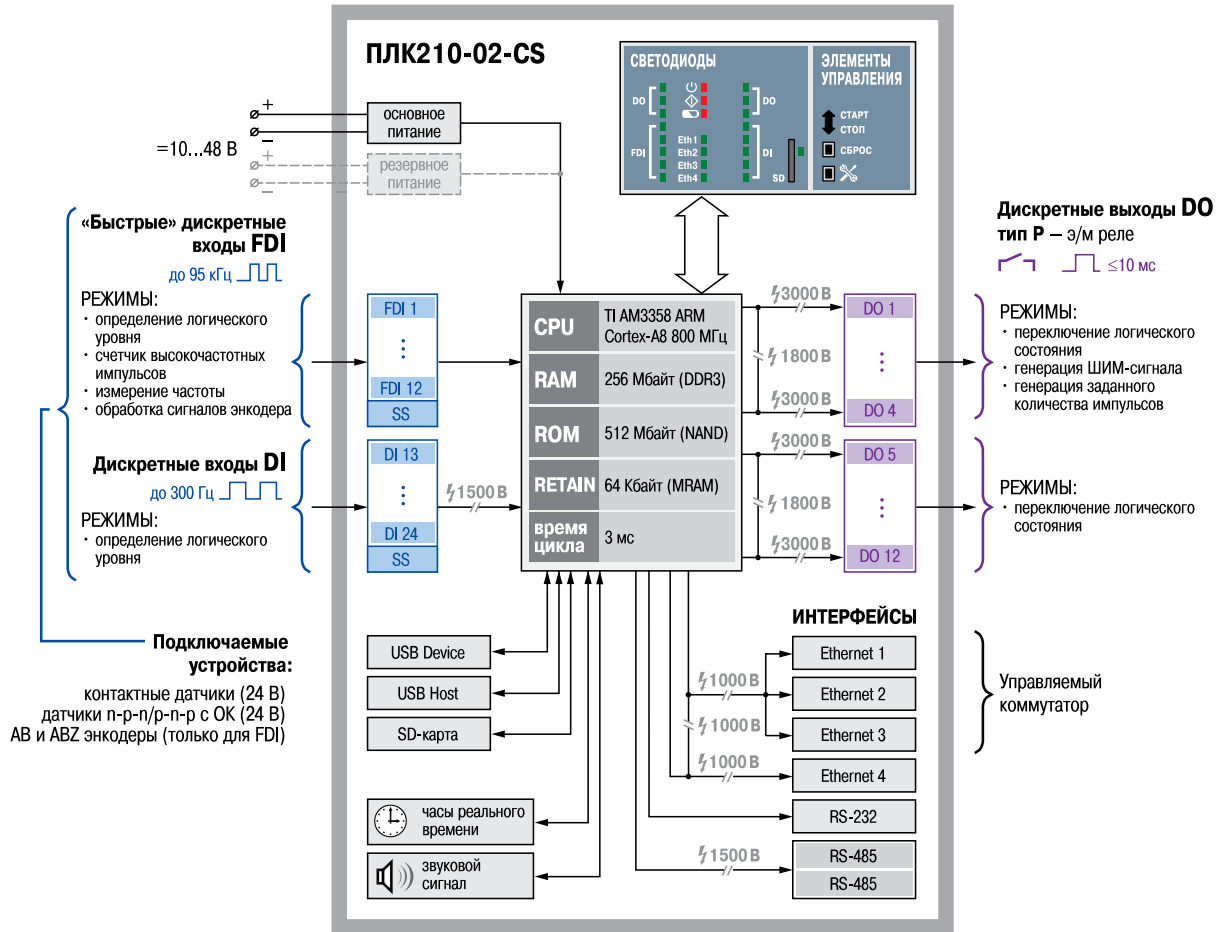 ПЛК210-02-CS
СВЕТОДИОДЫ
DO
DO
FDI
Eth1
Eth2
Eth3
Eth4
DI
SD
ЭЛЕМЕНТЫ
УПРАВЛЕНИЯ
СТАРТ
СТОП
СБРОС
+
−
=10...48 В
+
−
основное
питание
резервное
питание
«Быстрые» дискретные
входы FDI
до 95 кГц
РЕЖИМЫ:
· определение логического
уровня
· счетчик высокочастотных
импульсов
· измерение частоты
· обработка сигналов энкодера
Дискретные входы DI
до 300 Гц
РЕЖИМЫ:
· определение логического
уровня
Подключаемые
устройства:
контактные датчики (24 В)
датчики n-p-n/p-n-p с ОК (24 В)
AB и ABZ энкодеры (только для FDI)
FDI 1
⋮
FDI 12
SS
DI 13
⋮
DI 24
SS
1500 В
CPU
TI AM3358 ARM
Cortex-A8 800 МГц
RAM
256 Мбайт (DDR3)
ROM
512 Мбайт (NAND)
RETAIN
64 Кбайт (MRAM)
время
цикла
3 мс
3000 В
1800 В
3000 В
3000 В
1800 В
3000 В
DO 1
⋮
DO 4
DO 5
⋮
DO 12
Дискретные выходы DO
тип Р – э/м реле
≤10 мс
РЕЖИМЫ:
· переключение логического
состояния
· генерация ШИМ-сигнала
· генерация заданного
количества импульсов
РЕЖИМЫ:
· переключение логического
состояния
USB Device
USB Host
SD-карта
часы реального
времени
звуковой
сигнал
ИНТЕРФЕЙСЫ
1000 В
1000 В
1000 В
1500 В
Ethernet 1
Ethernet 2
Ethernet 3
Ethernet 4
RS-232
RS-485
RS-485
Управляемый
коммутатор